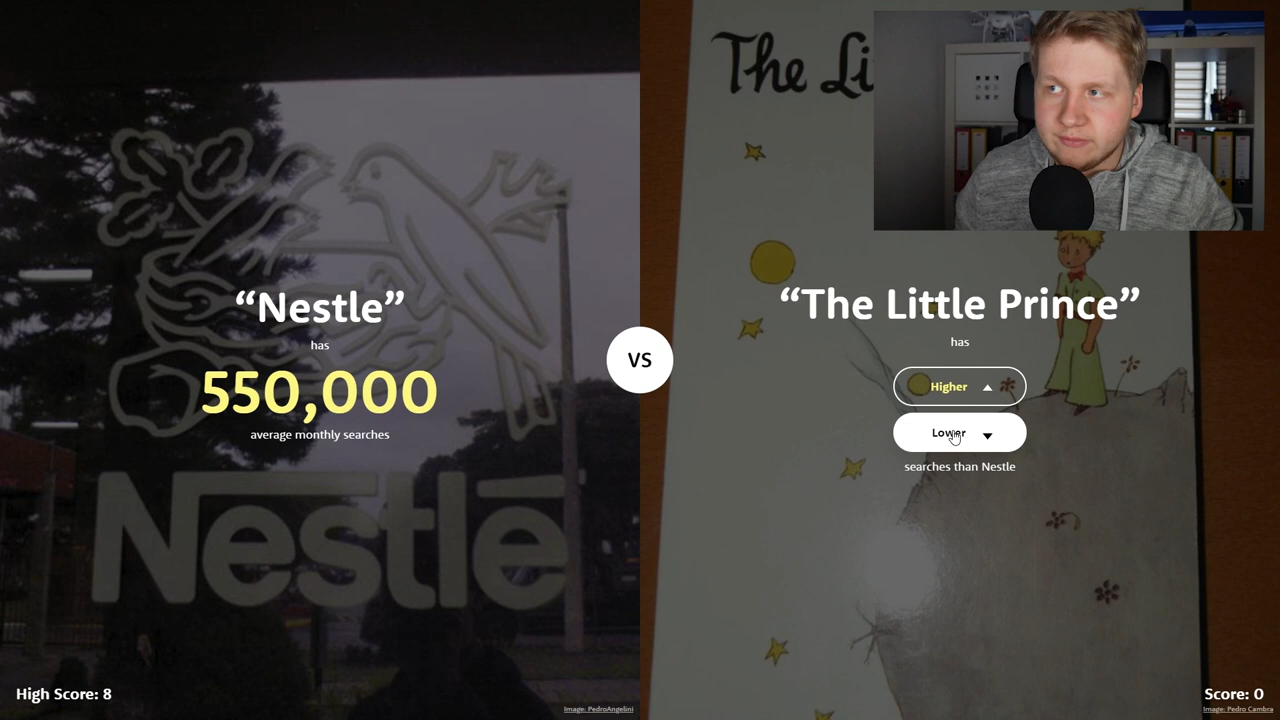 “Nestle”
has
550,000
average monthly searches
Nestlé
High Score: 8
Image: PedroAngelini
VS
The Li
“The Little Prince”
has
Higher
Lower
searches than Nestle
Score: 0
Image: Pedro Cambra